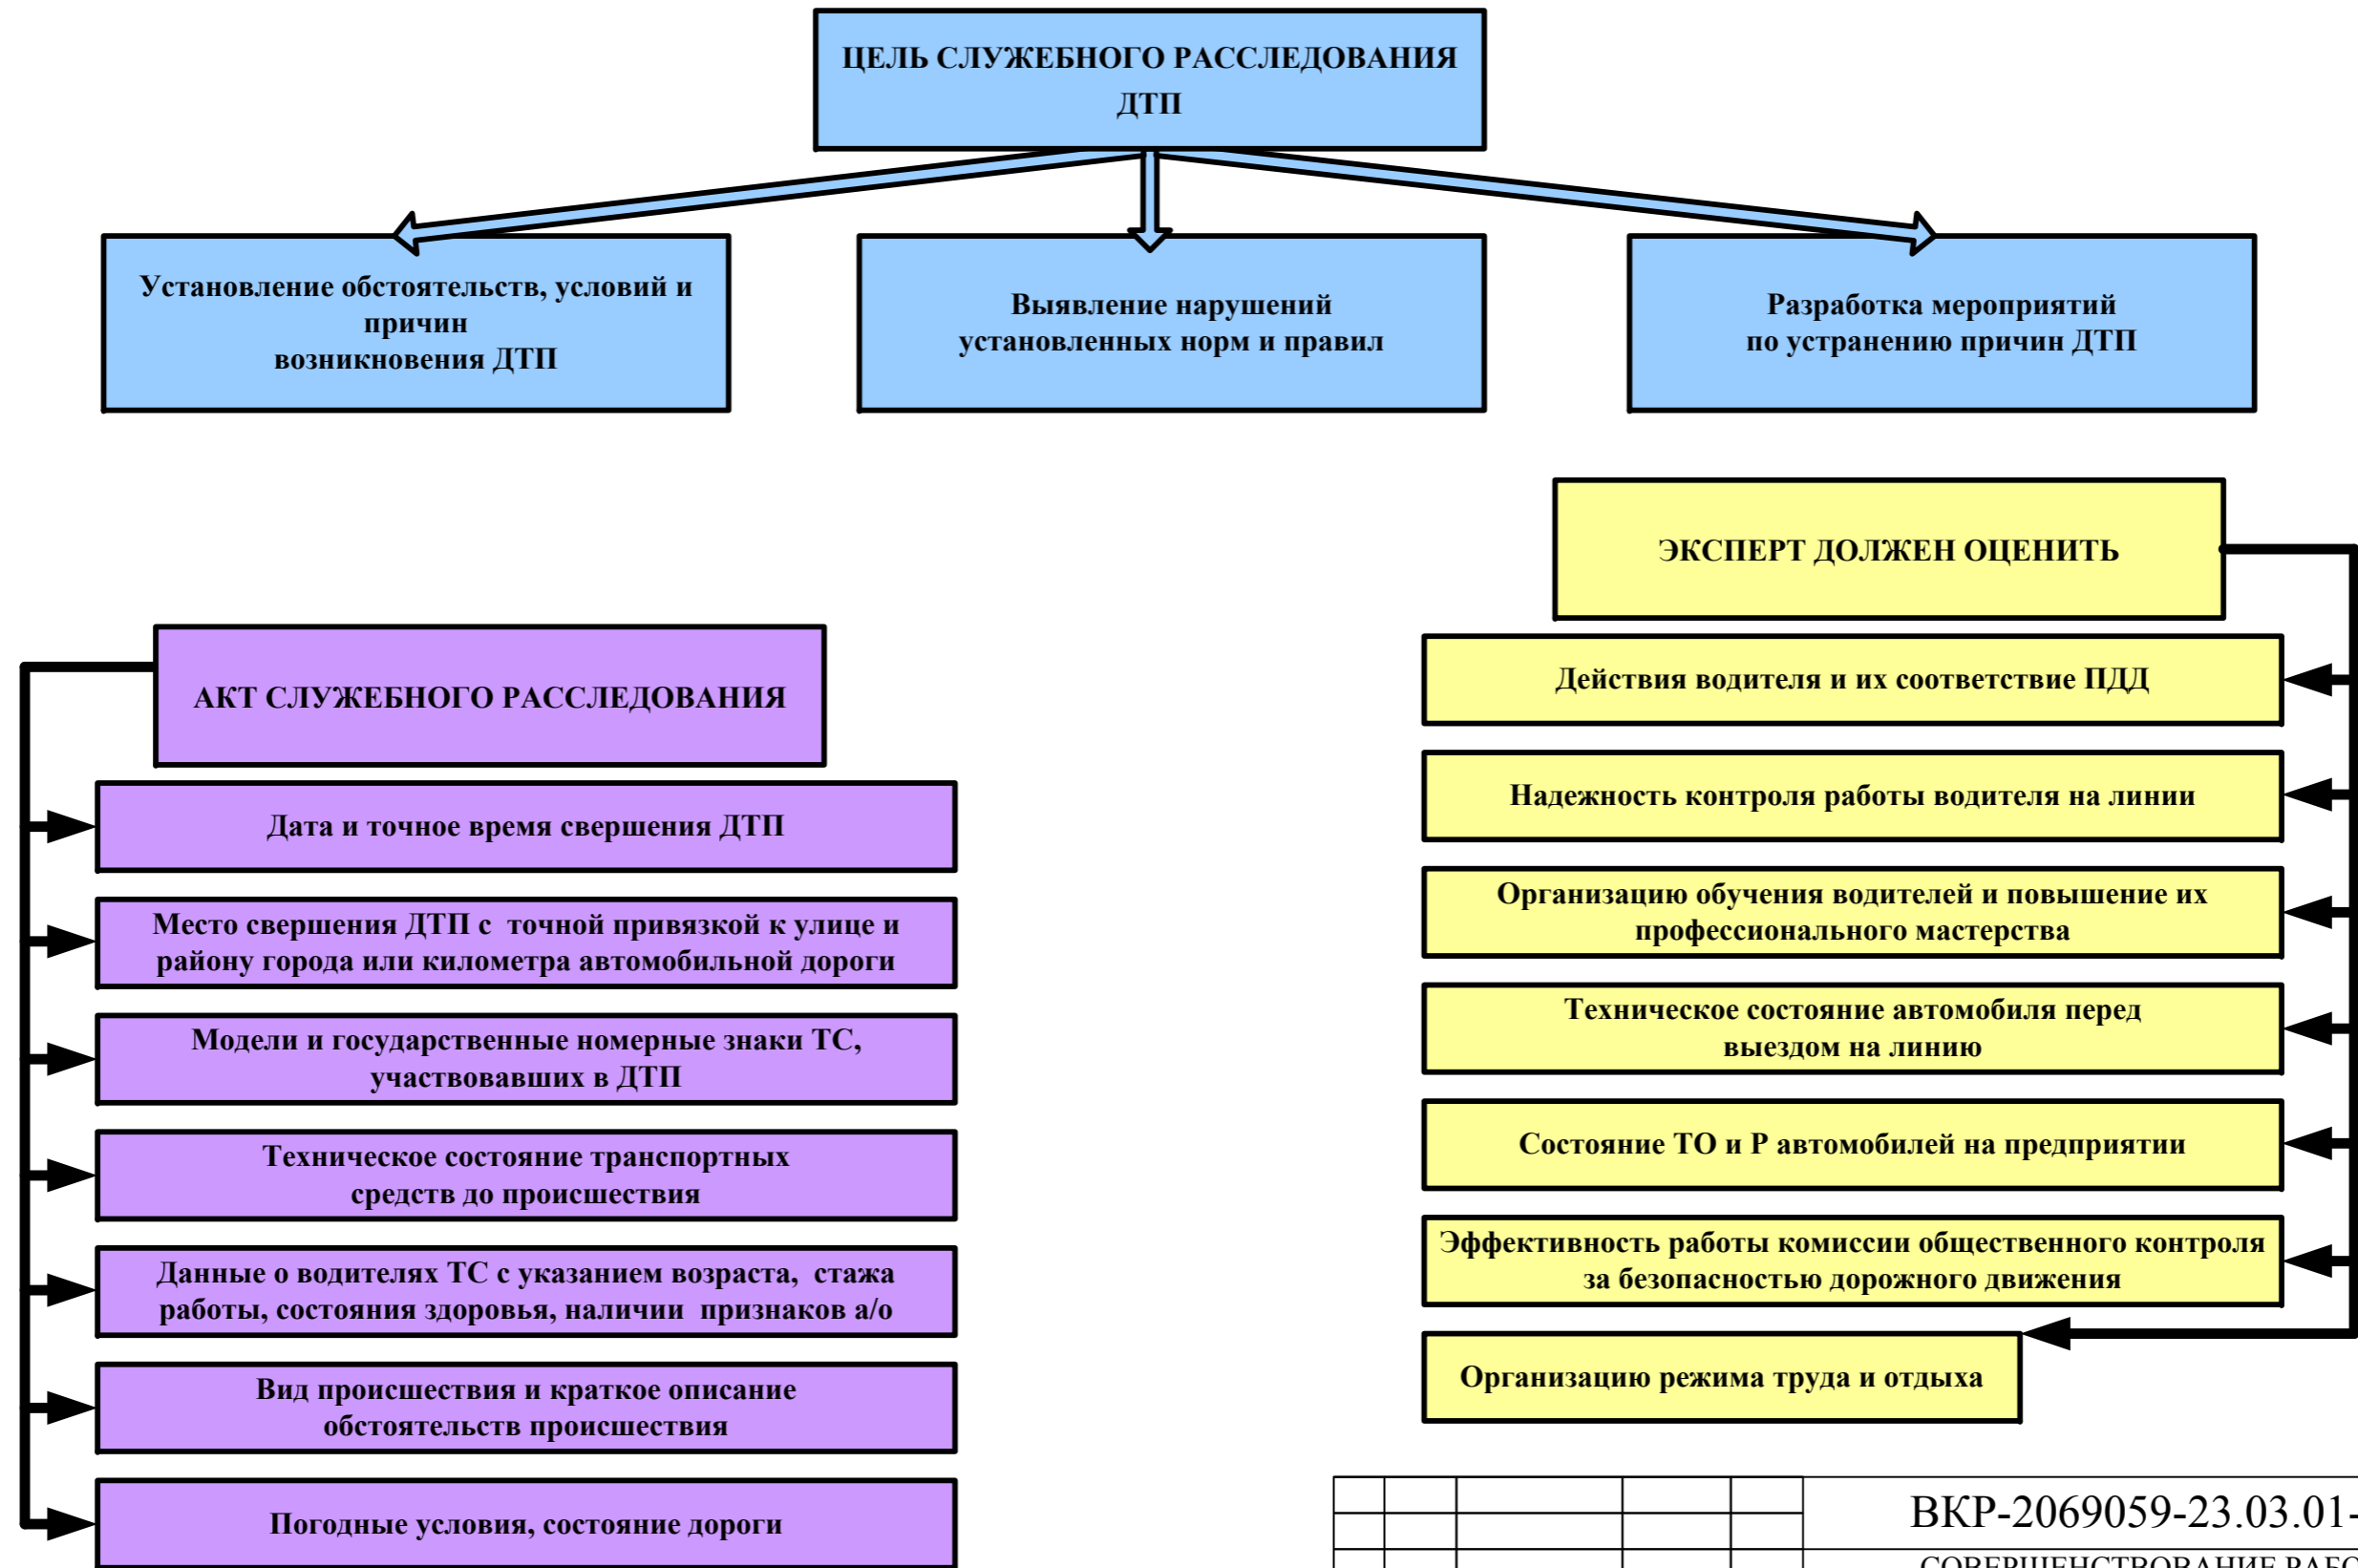 ЦЕЛЬ СЛУЖЕБНОГО РАССЛЕДОВАНИЯ
ДТП
Установление обстоятельств, условий и
причин
возникновения ДТП
Выявление нарушений
установленных норм и правил
Разработка мероприятий
по устранению причин ДТП
АКТ СЛУЖЕБНОГО РАССЛЕДОВАНИЯ
Дата и точное время свершения ДТП
Место свершения ДТП с точной привязкой к улице и
району города или километра автомобильной дороги
Модели и государственные номерные знаки ТС,
участвовавших в ДТП
Техническое состояние транспортных
средств до происшествия
Данные о водителях ТС с указанием возраста, стажа
работы, состояния здоровья, наличии признаков а/о
Вид происшествия и краткое описание
обстоятельств происшествия
Погодные условия, состояние дороги
ЭКСПЕРТ ДОЛЖЕН ОЦЕНИТЬ
Действия водителя и их соответствие ПДД
Надежность контроля работы водителя на линии
Организацию обучения водителей и повышение их
профессионального мастерства
Техническое состояние автомобиля перед
выездом на линию
Состояние ТО и Р автомобилей на предприятии
Эффективность работы комиссии общественного контроля
за безопасностью дорожного движения
Организацию режима труда и отдыха
ВКР-2069059-23.03.01-
СОВЕРШЕНСТВОВАНИЕ